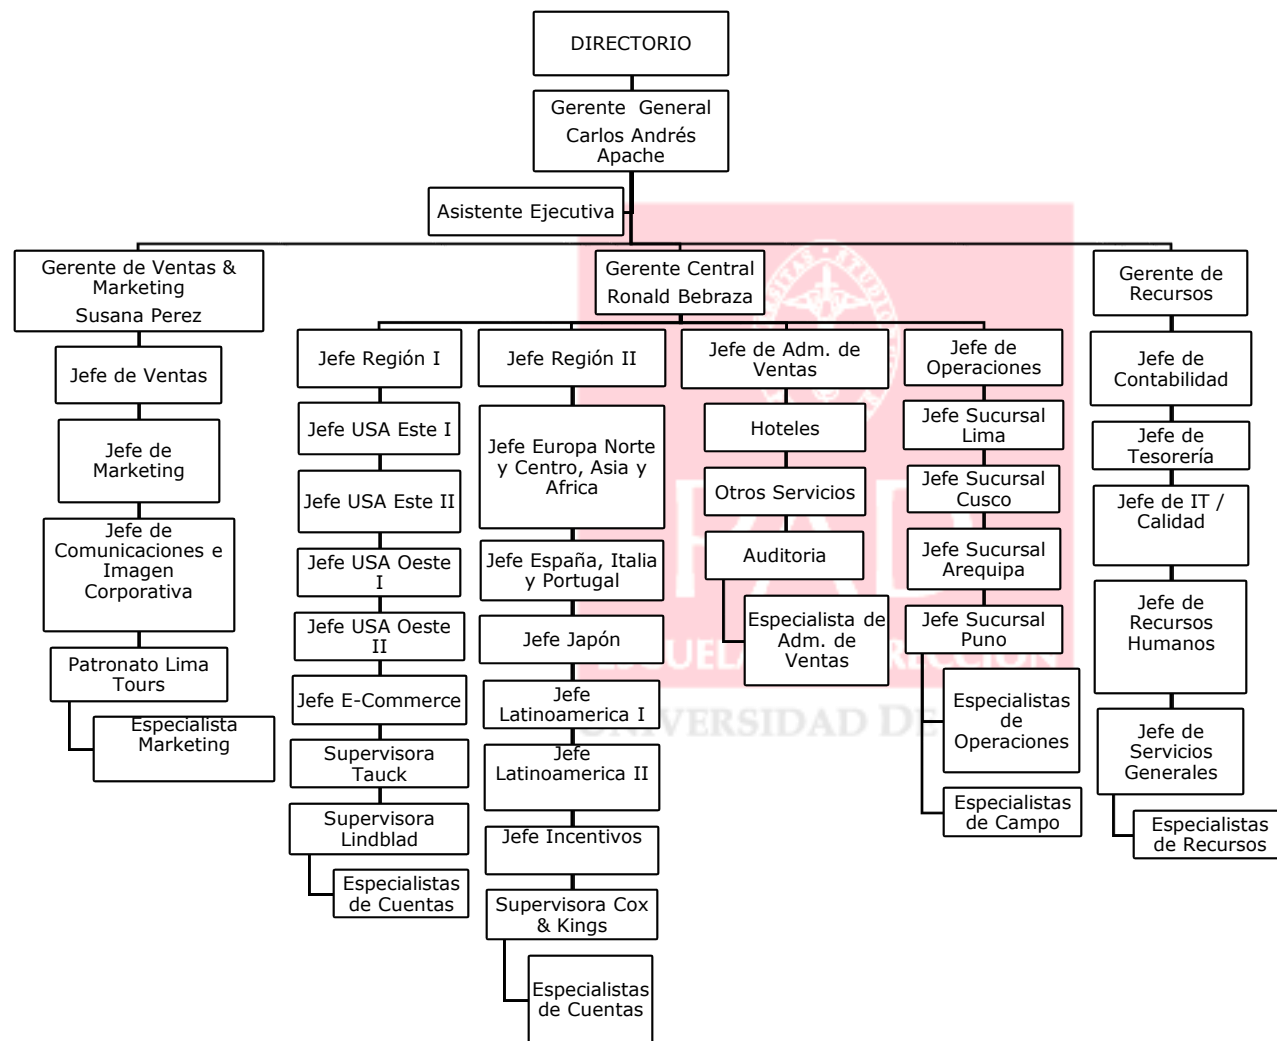 DIRECTORIO
Gerente General
Carlos Andrés
Apache
Asistente Ejecutiva
Gerente de Ventas &
Marketing
Susana Perez
Jefe de Ventas
Jefe de
Marketing
Jefe de
Comunicaciones e
Imagen
Corporativa
Patronato Lima
Tours
Especialista
Marketing
Gerente Central
Ronald Bebraza
Jefe Región I
Jefe USA Este I
Jefe USA Este II
Jefe USA Oeste
I
Jefe USA Oeste
II
Jefe E-Commerce
Supervisora
Tauck
Supervisora
Lindblad
Especialistas
de Cuentas
Jefe Región II
Jefe Europa Norte
y Centro, Asia y
Africa
Jefe España, Italia
y Portugal
Jefe Japón
Jefe
Latinoamerica I
Jefe
Latinoamerica II
Jefe Incentivos
Supervisora Cox
& Kings
Especialistas
de Cuentas
Jefe de Adm. de
Ventas
Hoteles
Otros Servicios
Auditoria
Especialista de
Adm. de
Ventas
Jefe de
Operaciones
Jefe Sucursal
Lima
Jefe Sucursal
Cusco
Jefe Sucursal
Arequipa
Jefe Sucursal
Puno
Especialistas
de
Operaciones
Especialistas
de Campo
Gerente de
Recursos
Jefe de
Contabilidad
Jefe de
Tesorería
Jefe de IT /
Calidad
Jefe de
Recursos
Humanos
Jefe de
Servicios
Generales
Especialistas
de Recursos
UNIVERSIDAD DE